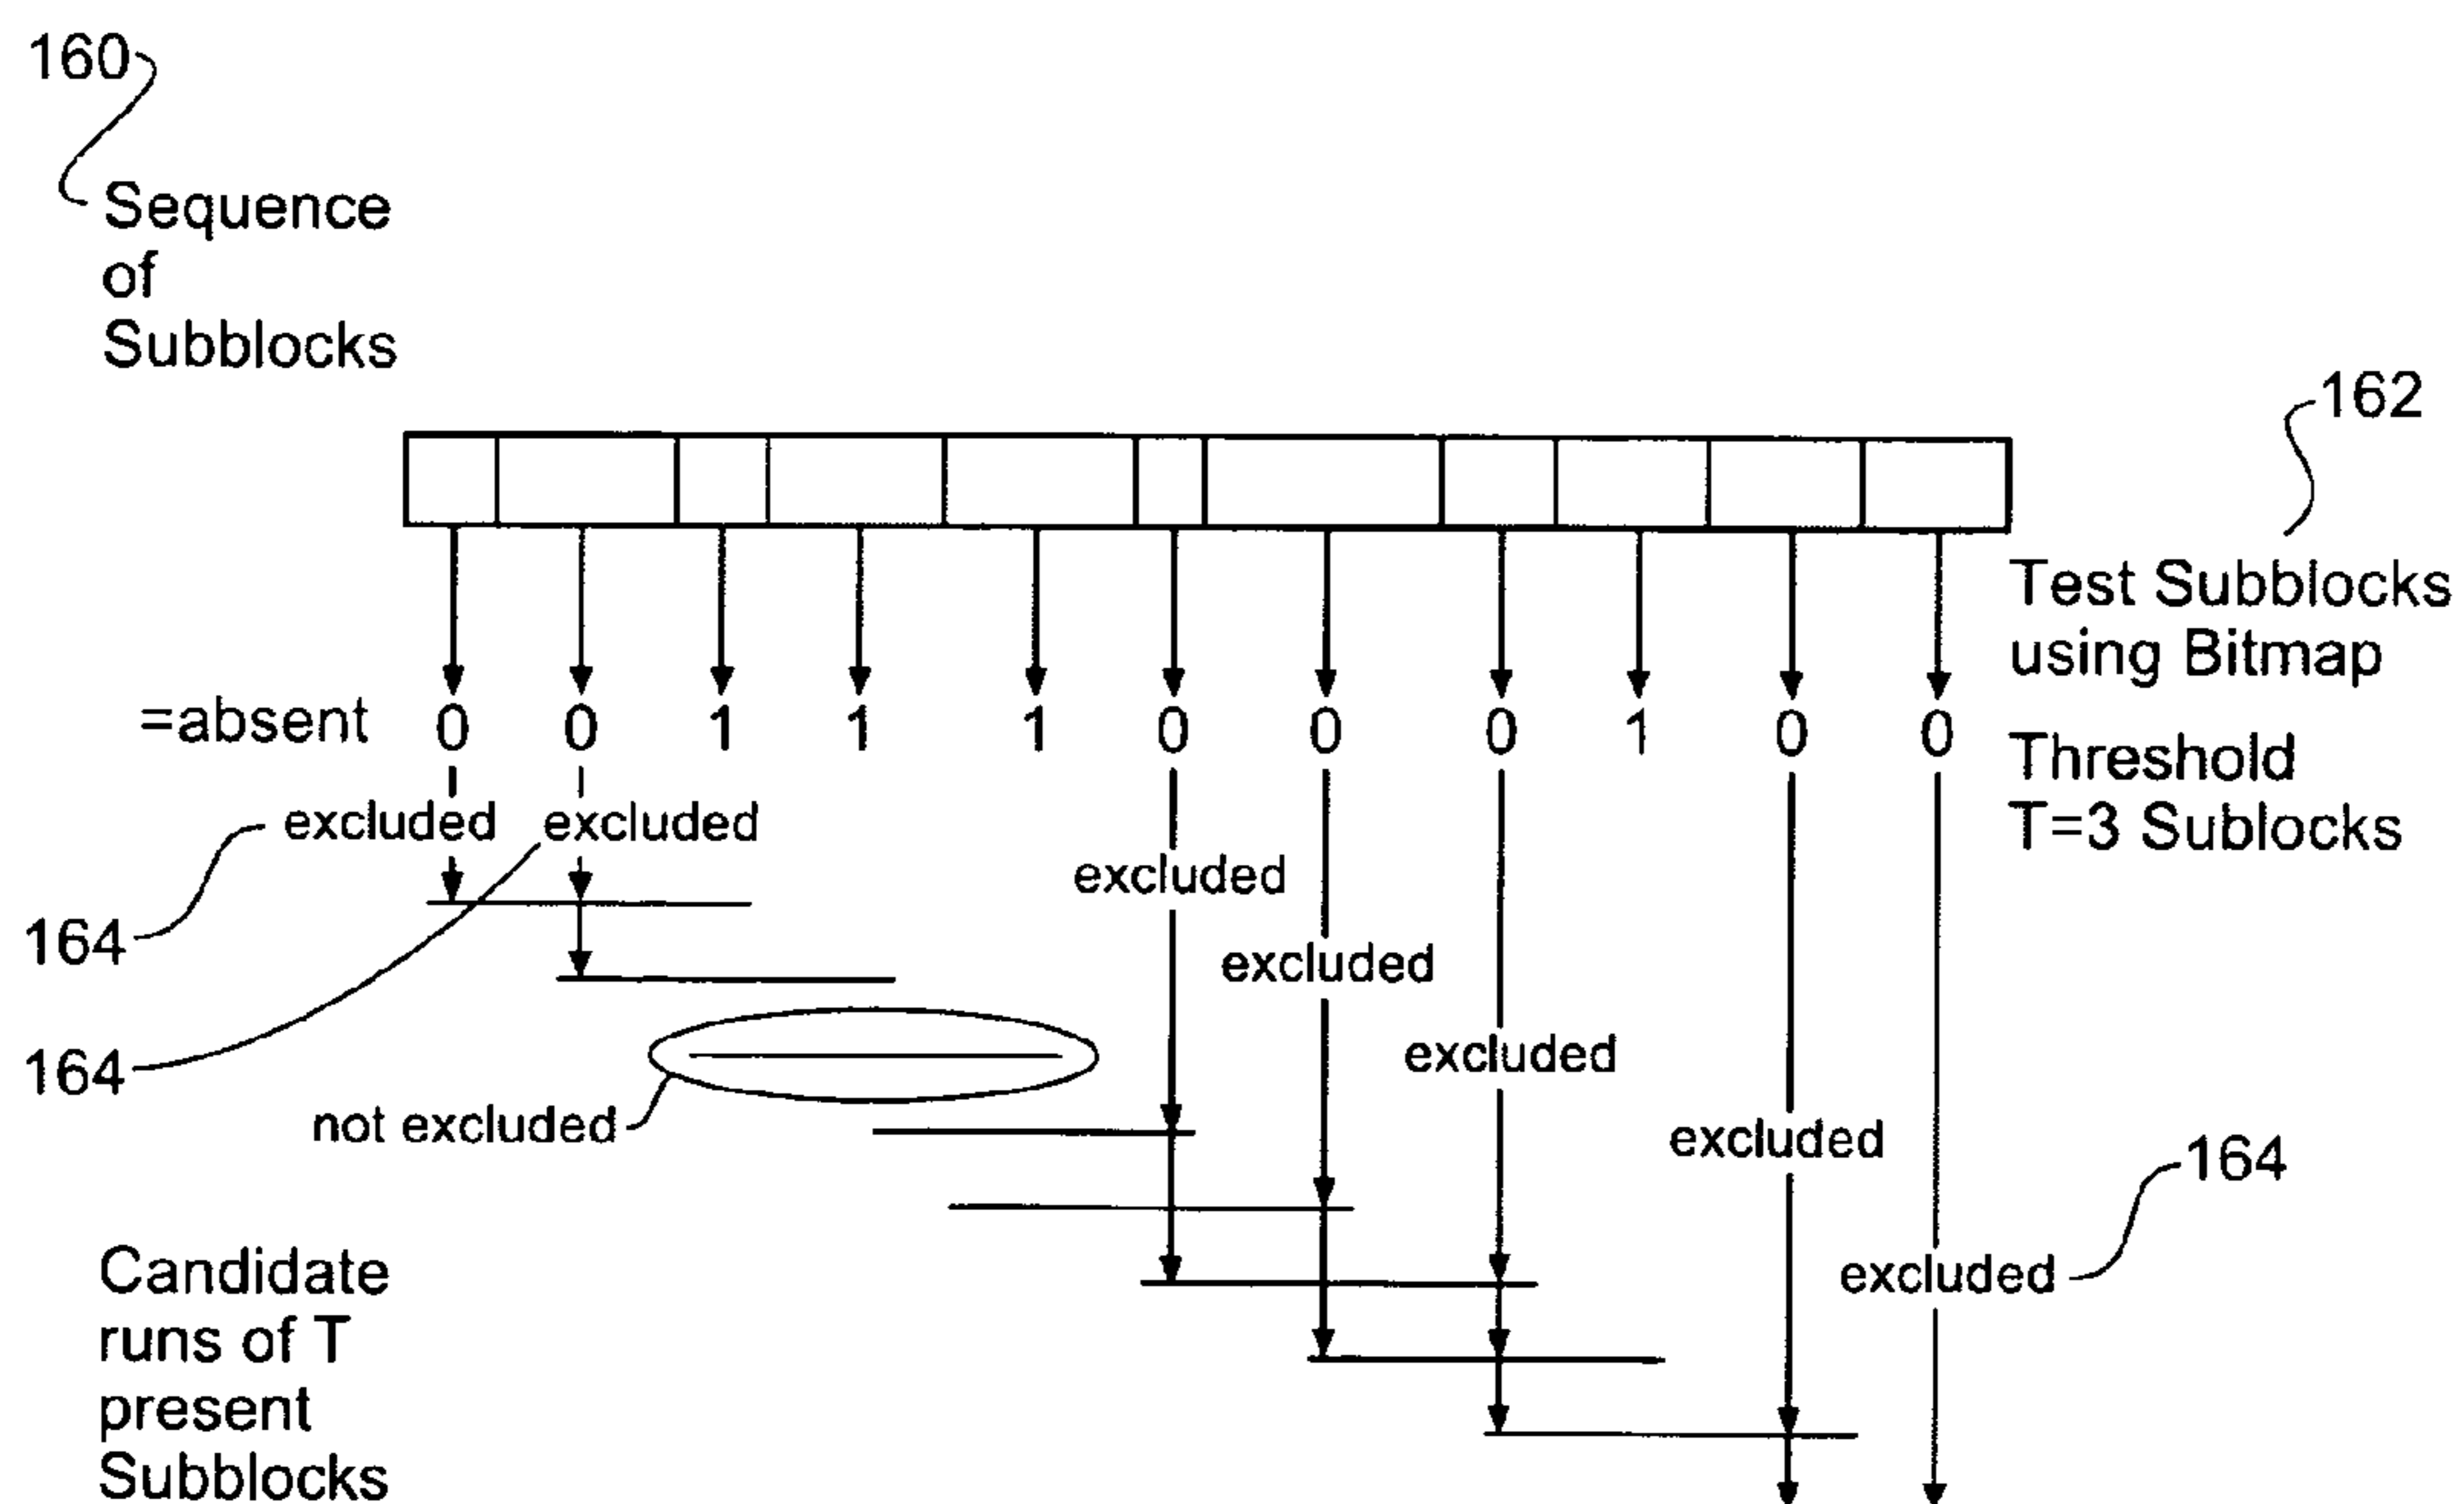 160
Sequence
of
Subblocks
162
Test Subblocks
using Bitmap
=absent 0 0 1 1 1 0 0 0 1 0 0
Threshold
T=3 Sublocks
excluded excluded
excluded
164
excluded
excluded
164
not excluded
excluded
164
excluded
Candidate
runs of T
present
Subblocks